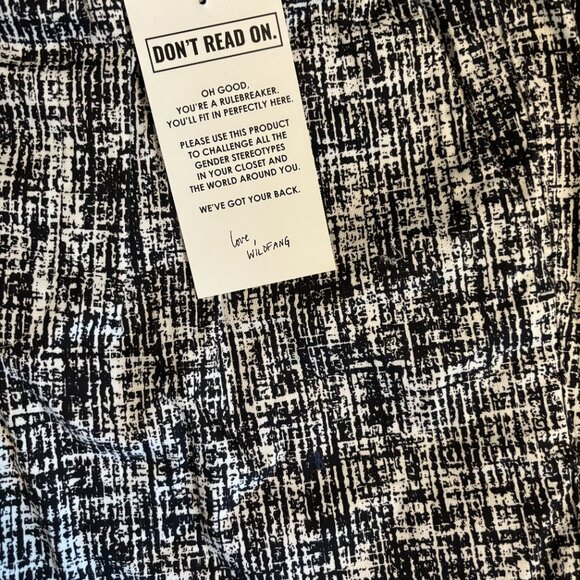 DON'T READ ON.
OH GOOD,
YOU'RE A RULEBREAKER.
YOU'LL FIT IN PERFECTLY HERE.
PLEASE USE THIS PRODUCT
TO CHALLENGE ALL THE
GENDER STEREOTYPES
IN YOUR CLOSET AND
THE WORLD AROUND YOU.
WE'VE GOT YOUR BACK.
love,
WILDFANG